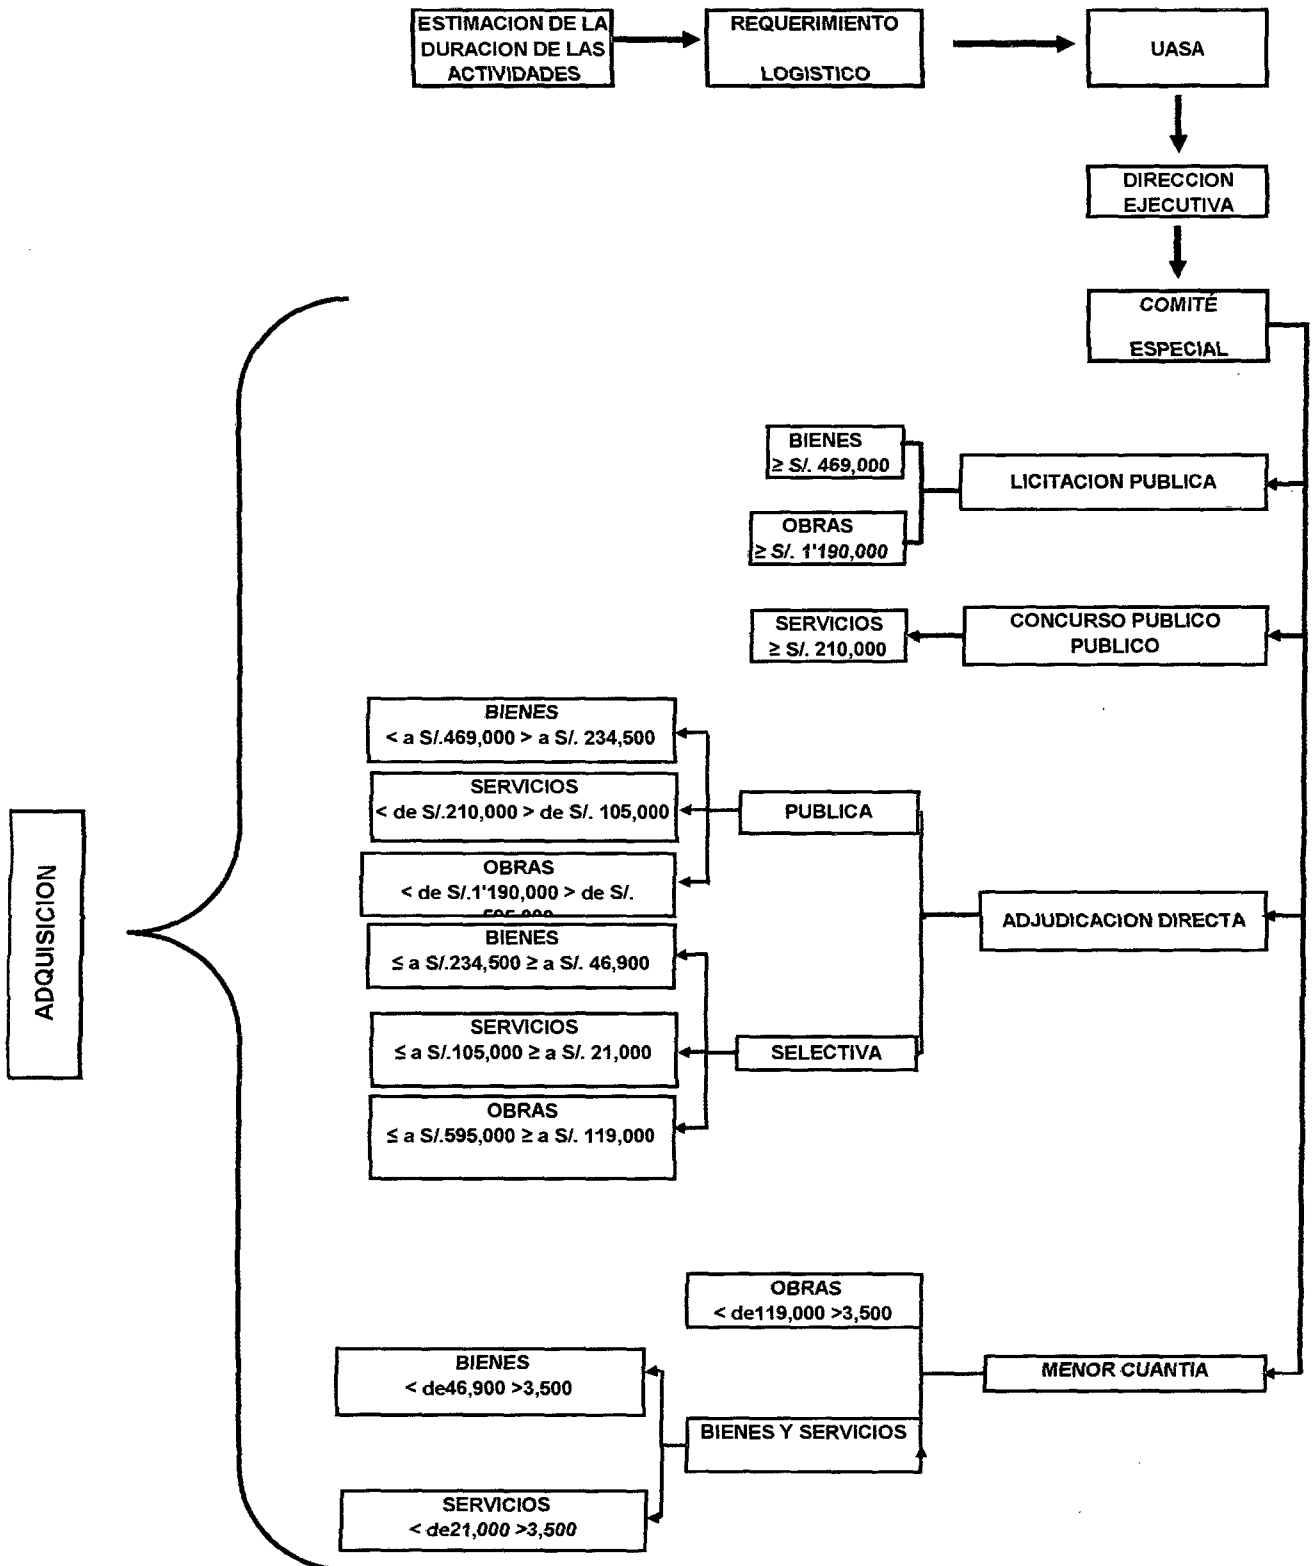 ESTIMACION DE LA
DURACION DE LAS
ACTIVIDADES
REQUERIMIENTO
LOGISTICO
UASA
DIRECCION
EJECUTIVA
COMITÉ
ESPECIAL
BIENES
≥ S/. 469,000
LICITACION PUBLICA
OBRAS
≥ S/. 1'190,000
SERVICIOS
≥ S/. 210,000
CONCURSO PUBLICO
PUBLICO
BIENES
< a S/.469,000 > a S/. 234,500
SERVICIOS
< de S/.210,000 > de S/. 105,000
PUBLICA
OBRAS
< de S/.1'190,000 > de S/.
ADJUDICACION DIRECTA
BIENES
≤ a S/.234,500 ≥ a S/. 46,900
SERVICIOS
≤ a S/.105,000 ≥ a S/. 21,000
SELECTIVA
OBRAS
≤ a S/.595,000 ≥ a S/. 119,000
ADQUISICION
OBRAS
< de119,000 >3,500
MENOR CUANTIA
BIENES
< de46,900 >3,500
BIENES Y SERVICIOS
SERVICIOS
< de21,000 >3,500